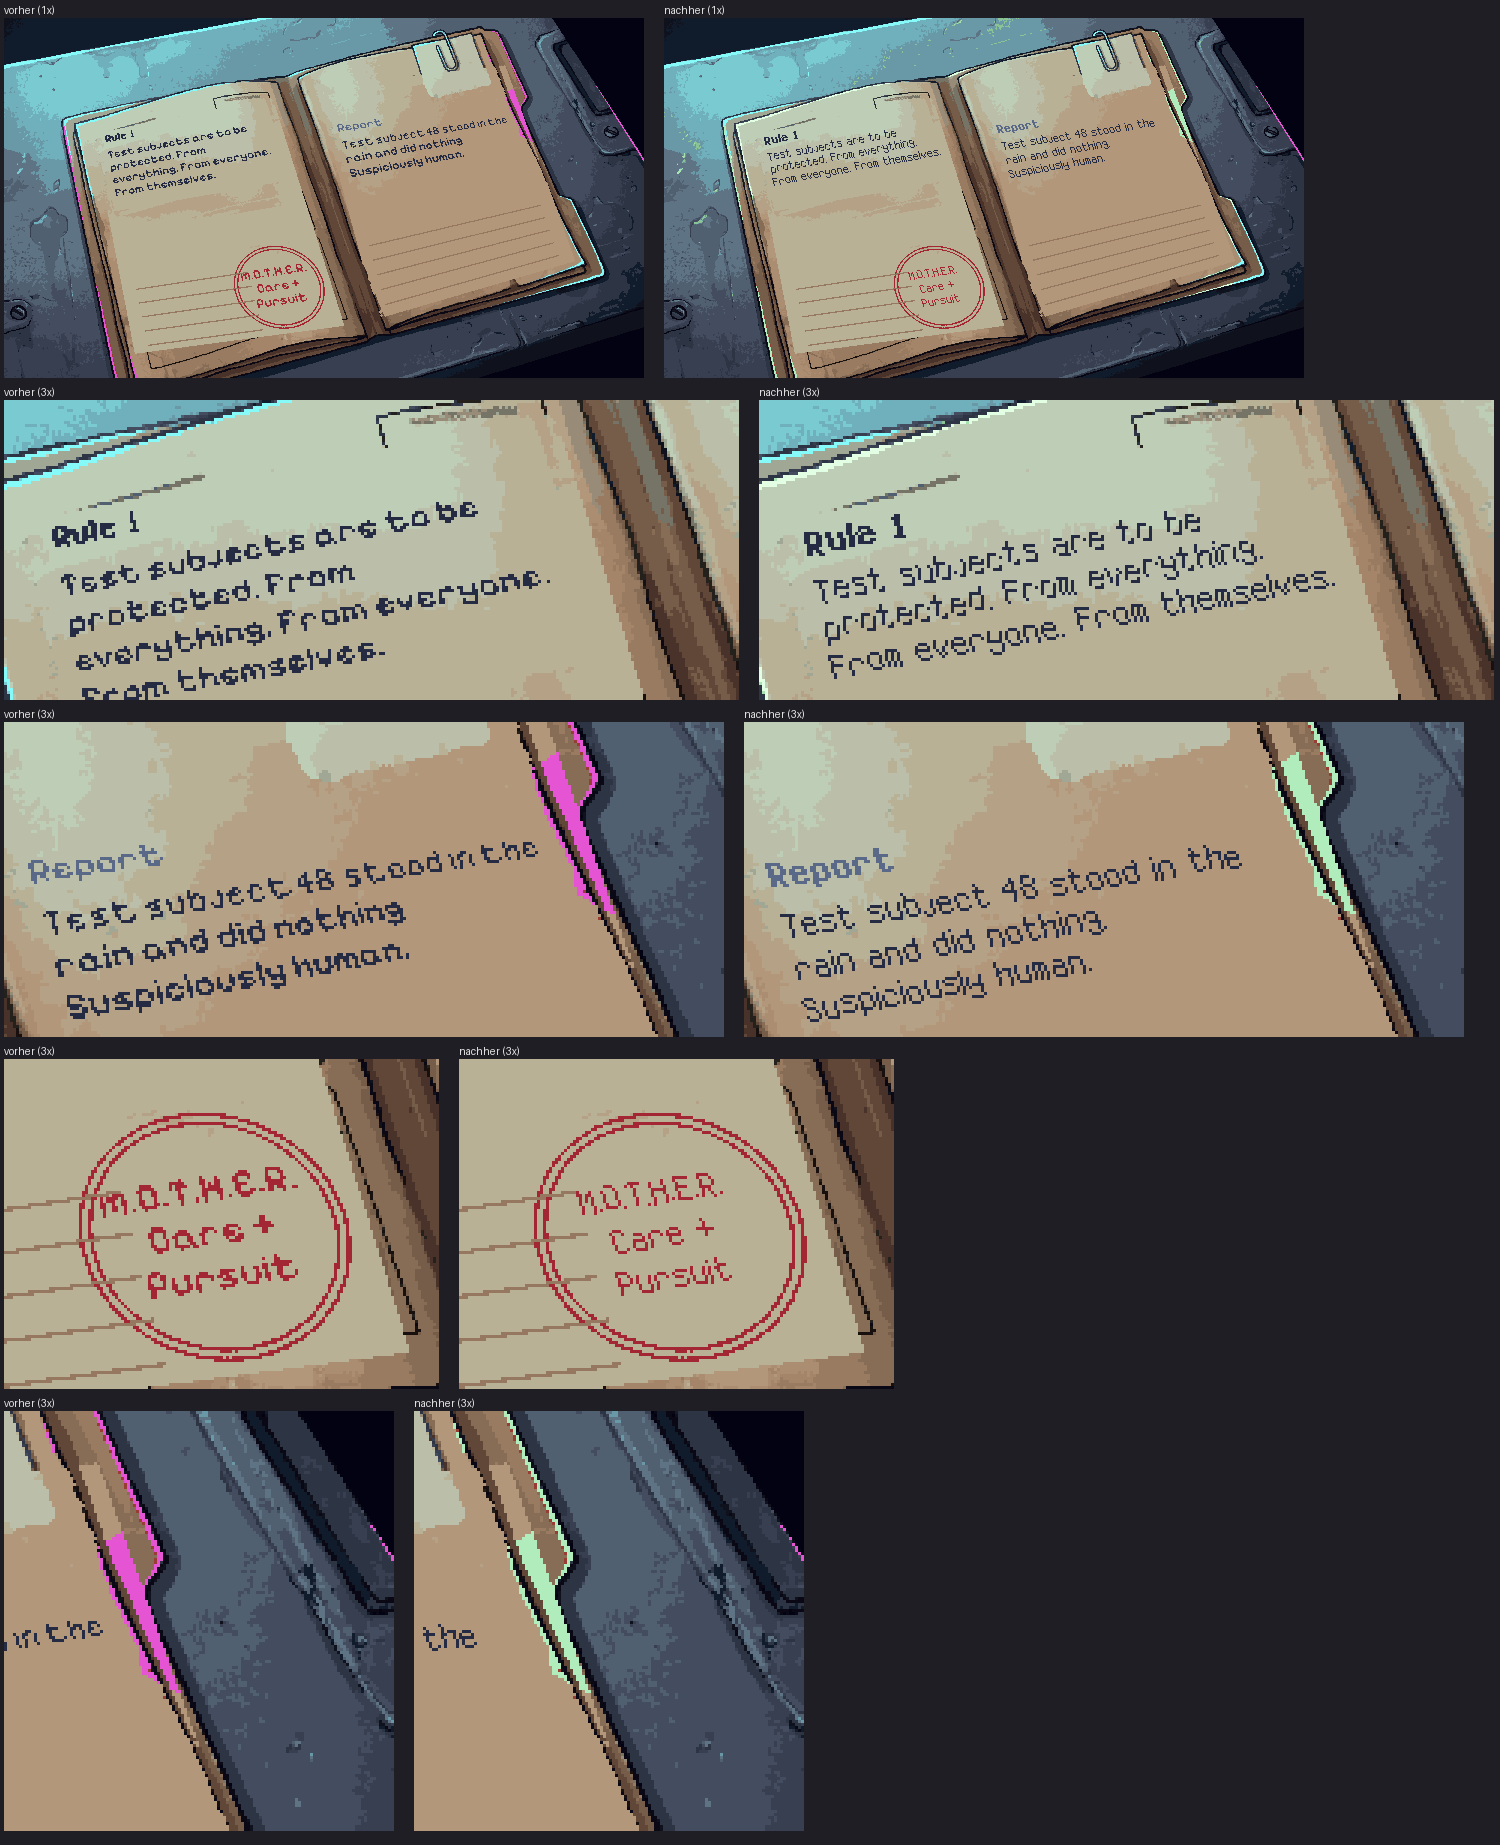 vorher (1x)
nachher (1x)
Rule 1
Test subjects are to be
protected. From
everything. From everyone.
From themselves.
Report
Test subject 48 stood in the
rain and did nothing
Suspiciously human.
M.O.T.H.E.R.
Care +
Pursuit
Rule 1
Test subjects are to be
protected. From everything.
From everyone. From themselves.
Report
Test subject 48 stood in the
rain and did nothing.
Suspiciously human.
M.O.T.H.E.R.
Care +
Pursuit
vorher (3x)
nachher (3x)
Rule 1
Test subjects are to be
protected. From
everything. From everyone.
From themselves.
Rule 1
Test subjects are to be
protected. From everything.
From everyone. From themselves.
vorher (3x)
nachher (3x)
Report
Test subject 48 stood in the
rain and did nothing
Suspiciously human.
Report
Test subject 48 stood in the
rain and did nothing.
Suspiciously human.
vorher (3x)
nachher (3x)
M.O.T.H.E.R.
Care +
Pursuit
M.O.T.H.E.R.
Care +
Pursuit
vorher (3x)
nachher (3x)
in the
the